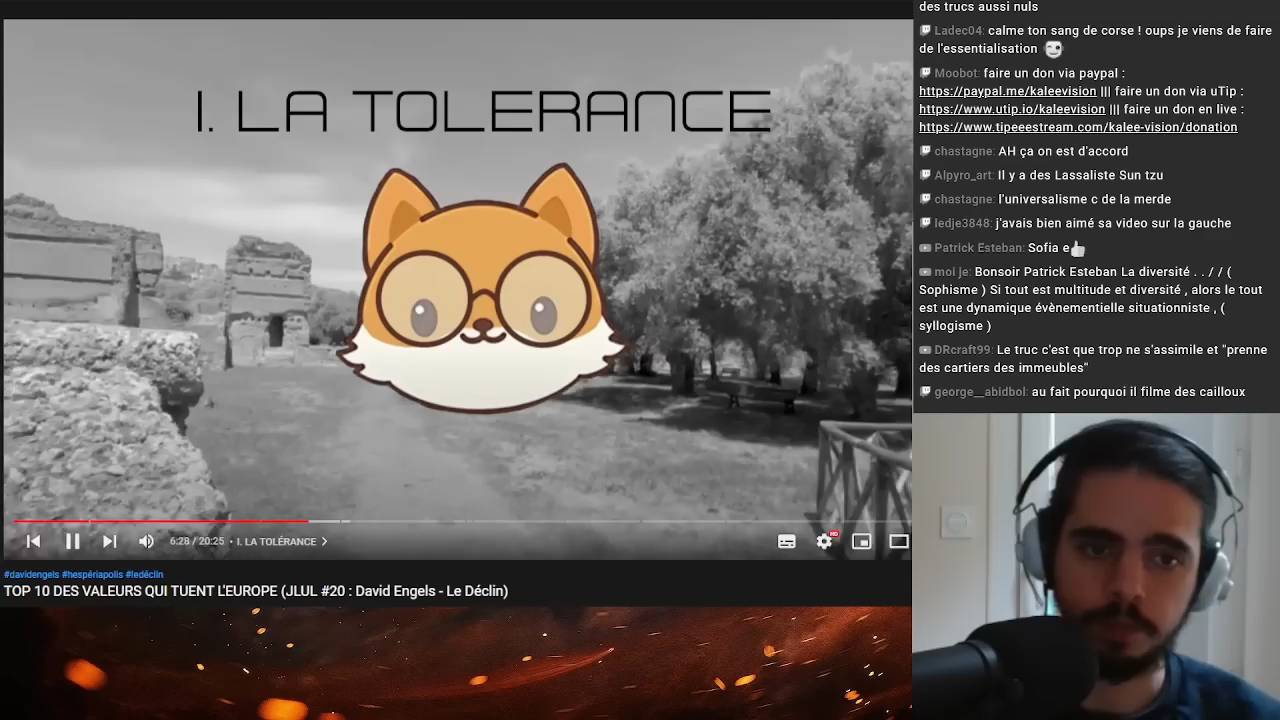 I. LA TOLERANCE
6:28 / 20:25 • I. LA TOLÉRANCE
HD
#davidengels #hespériapolis #ledéclin
TOP 10 DES VALEURS QUI TUENT L'EUROPE (JLUL #20 : David Engels - Le Déclin)
des trucs aussi nuls
Ladec04: calme ton sang de corse ! oups je viens de faire
de l'essentialisation
Moobot: faire un don via paypal :
https://paypal.me/kaleevision ||| faire un don via uTip :
https://www.utip.io/kaleevision ||| faire un don en live :
https://www.tipeeestream.com/kalee-vision/donation
chastagne: AH ça on est d'accord
Alpyro_art: Il y a des Lassaliste Sun tzu
chastagne: l'universalisme c de la merde
ledje3848: j'avais bien aimé sa video sur la gauche
Patrick Esteban: Sofia e
moi je: Bonsoir Patrick Esteban La diversité . . / / (
Sophisme ) Si tout est multitude et diversité , alors le tout
est une dynamique évènementielle situationniste , (
syllogisme )
DRcraft99: Le truc c'est que trop ne s'assimile et "prenne
des cartiers des immeubles"
george__abidbol: au fait pourquoi il filme des cailloux